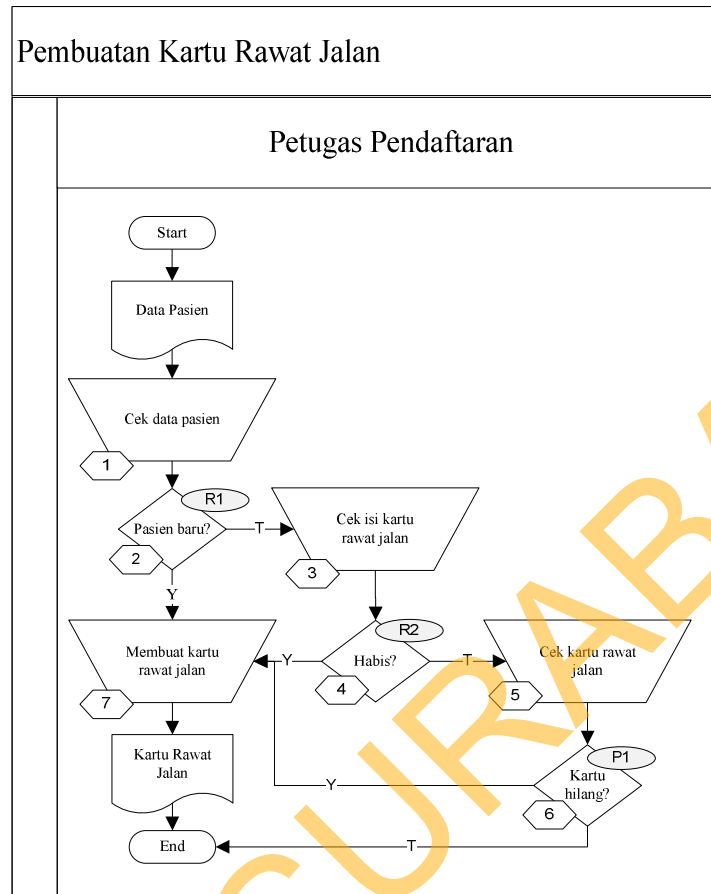 Pembuatan Kartu Rawat Jalan
Petugas Pendaftaran
Start
Data Pasien
Cek data pasien
1
R1
Pasien baru?
2
T
Cek isi kartu
rawat jalan
3
Y
R2
Habis?
4
Y
T
Cek kartu rawat
jalan
5
Membuat kartu
rawat jalan
7
P1
Kartu
hilang?
6
Y
T
Kartu Rawat
Jalan
End
SURABA